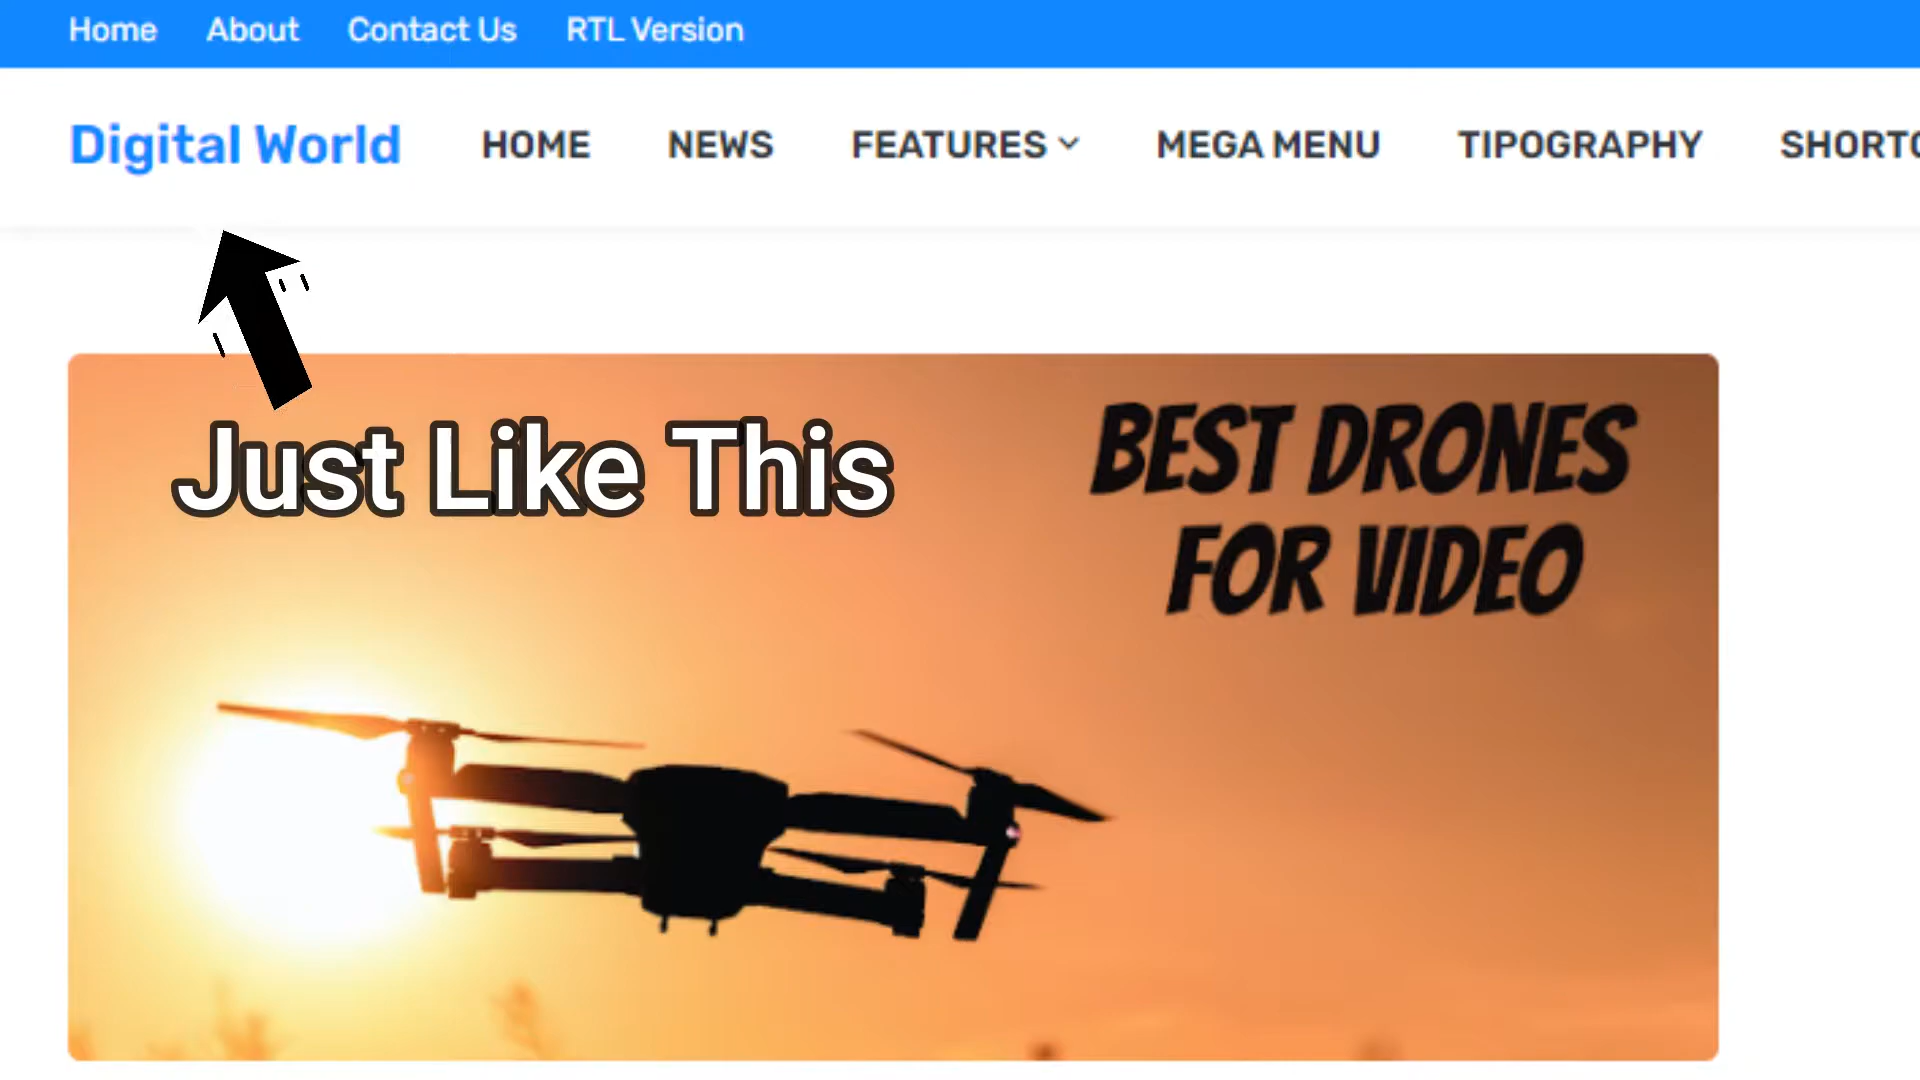 Home About Contact Us RTL Version
Digital World HOME NEWS FEATURES MEGA MENU TIPOGRAPHY SHORTC
Just Like This
BEST DRONES
FOR VIDEO